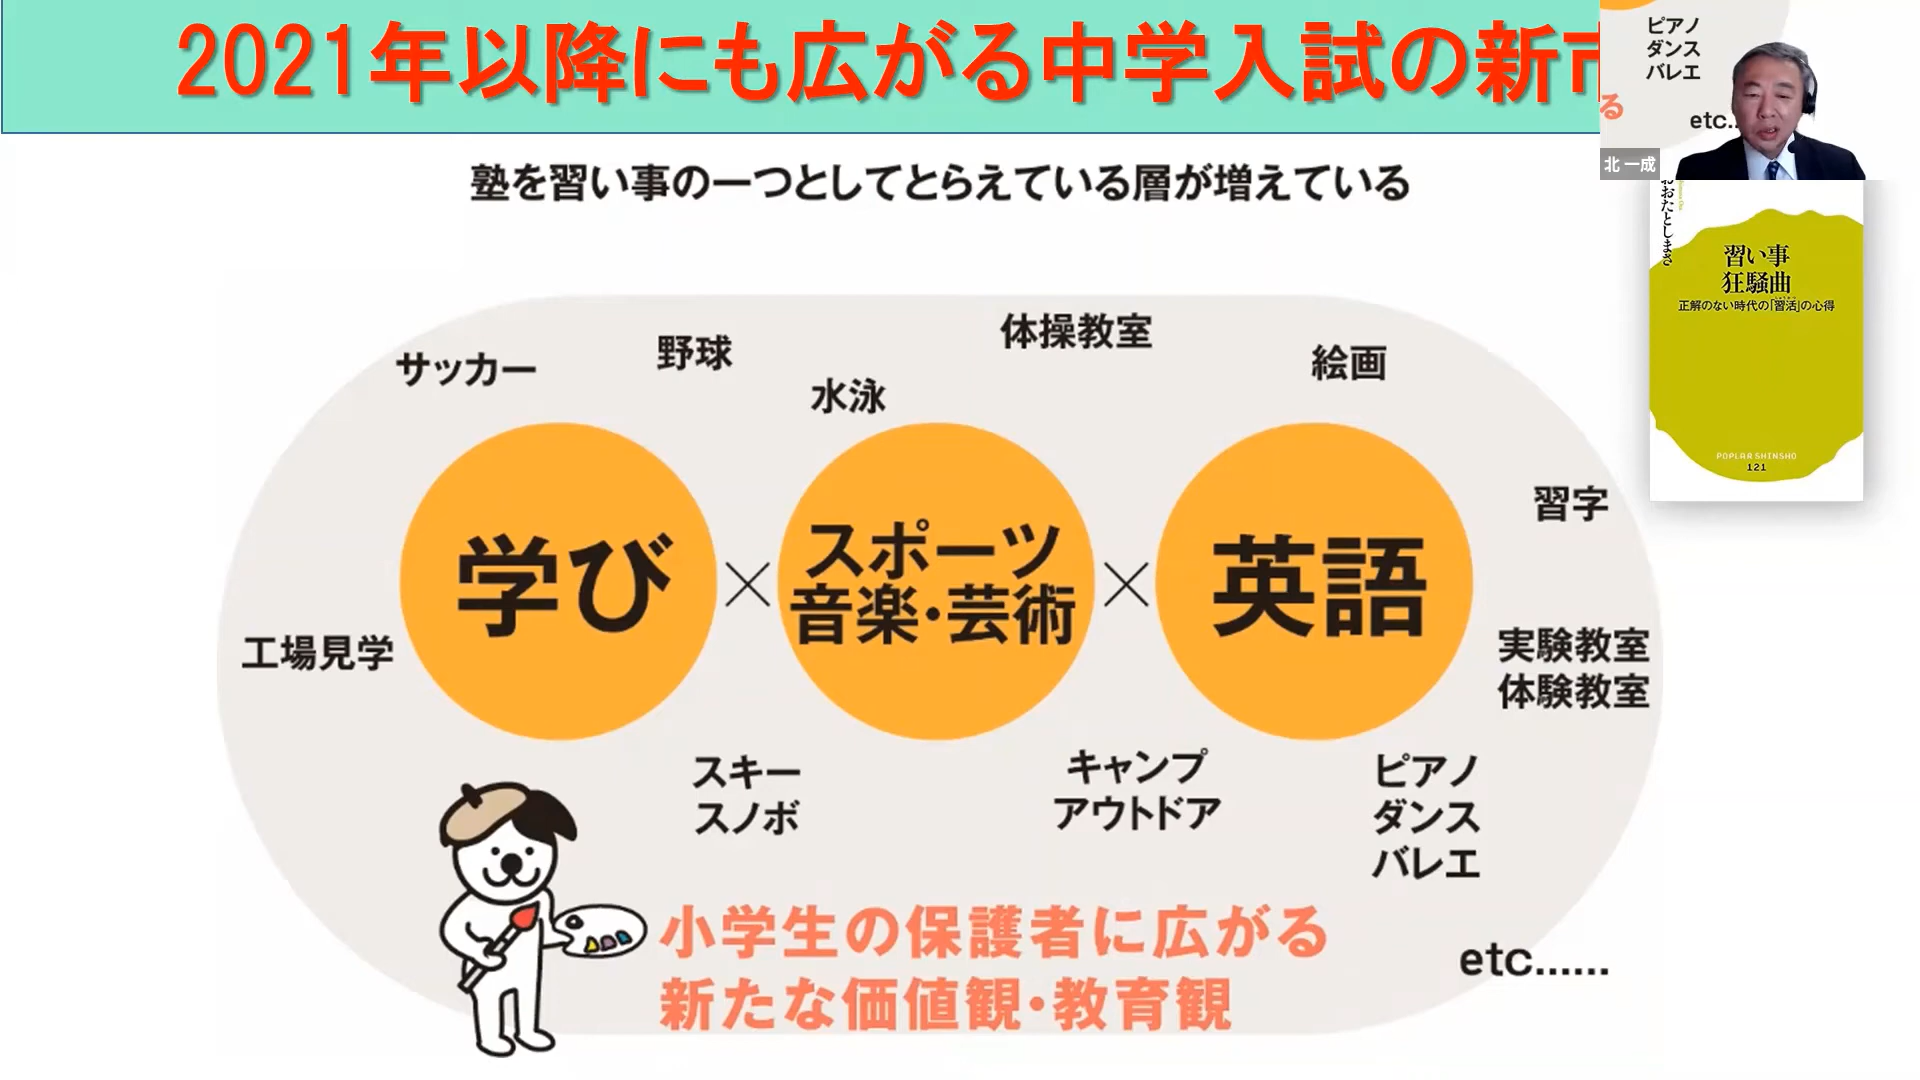 2021年以降にも広がる中学入試の新
ピアノ
ダンス
バレエ
る
etc..
北 一成
塾を習い事の一つとしてとらえている層が増えている
おおたとしまさ
習い事
狂騒曲
正解のない時代の「習活」の心得
POPLAR SHINSHO
121
サッカー
野球
水泳
体操教室
絵画
習字
学び
×
スポーツ
音楽・芸術
×
英語
工場見学
実験教室
体験教室
スキー
スノボ
キャンプ
アウトドア
ピアノ
ダンス
バレエ
小学生の保護者に広がる
新たな価値観・教育観
etc......